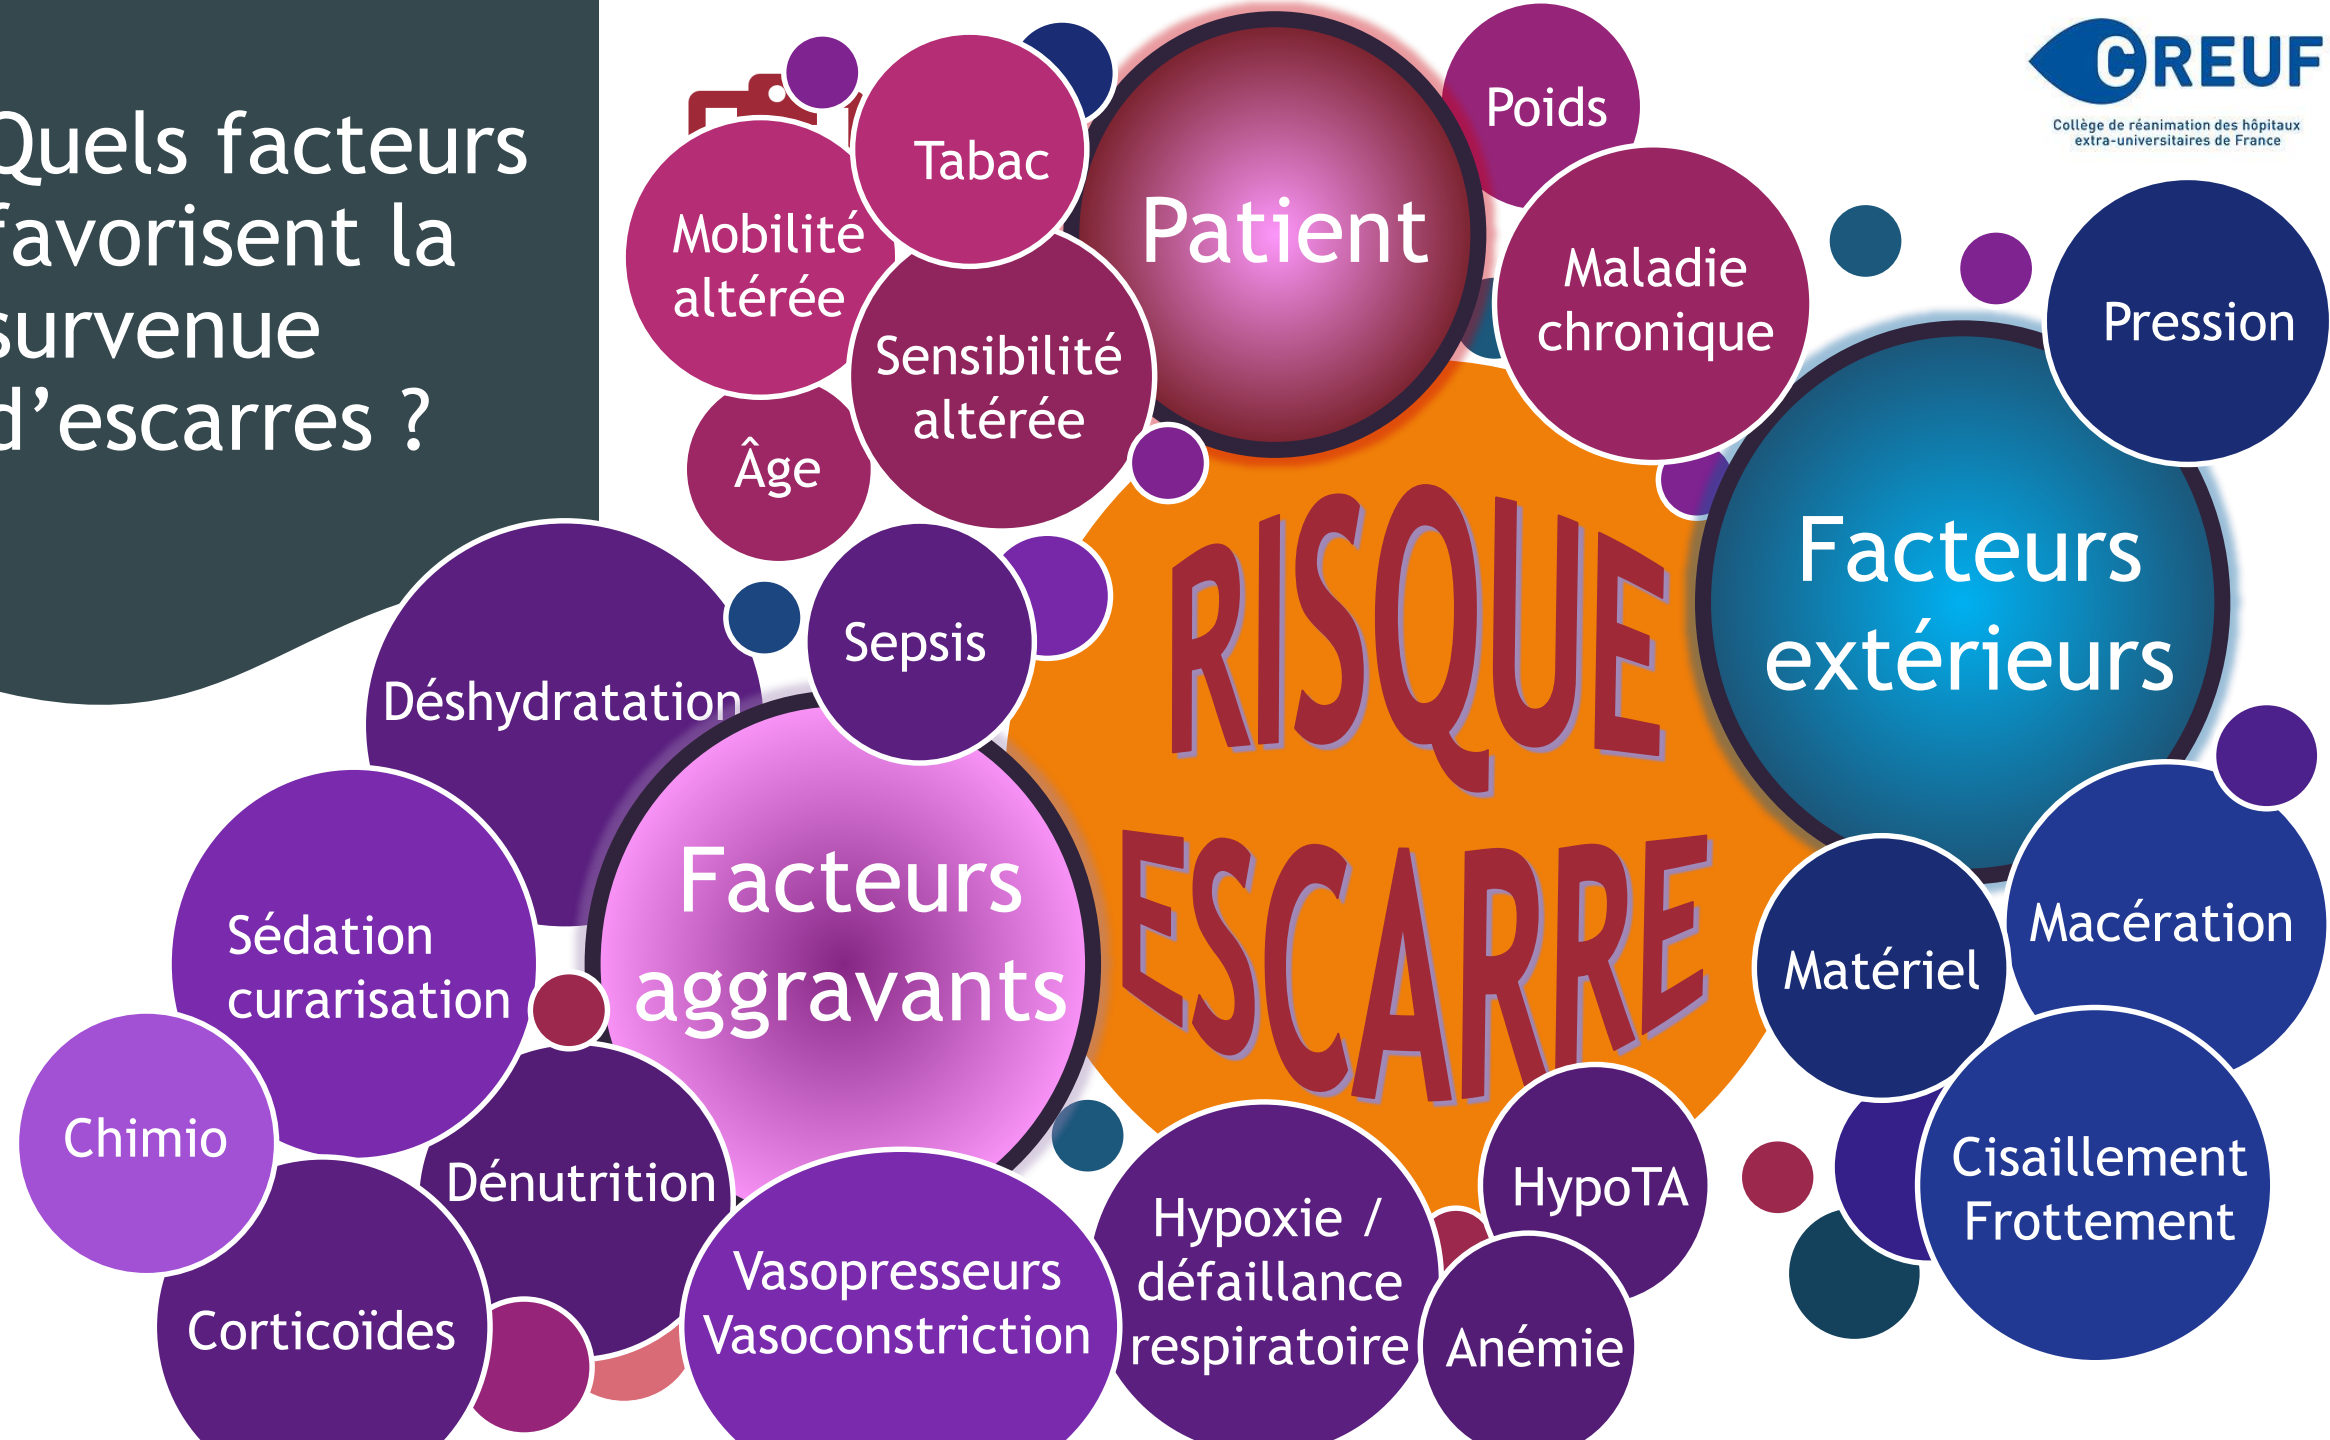 Quels facteurs
favorisent la
survenue
d’escarres ?
CREUF
Collège de réanimation des hôpitaux
extra-universitaires de France
Patient
Tabac
Mobilité
altérée
Sensibilité
altérée
Âge
Poids
Maladie
chronique
Facteurs
extérieurs
Pression
Macération
Matériel
Cisaillement
Frottement
RISQUE
ESCARRE
Facteurs
aggravants
Sepsis
Déshydratation
Sédation
curarisation
Chimio
Dénutrition
Corticoïdes
Vasopresseurs
Vasoconstriction
Hypoxie /
défaillance
respiratoire
HypoTA
Anémie